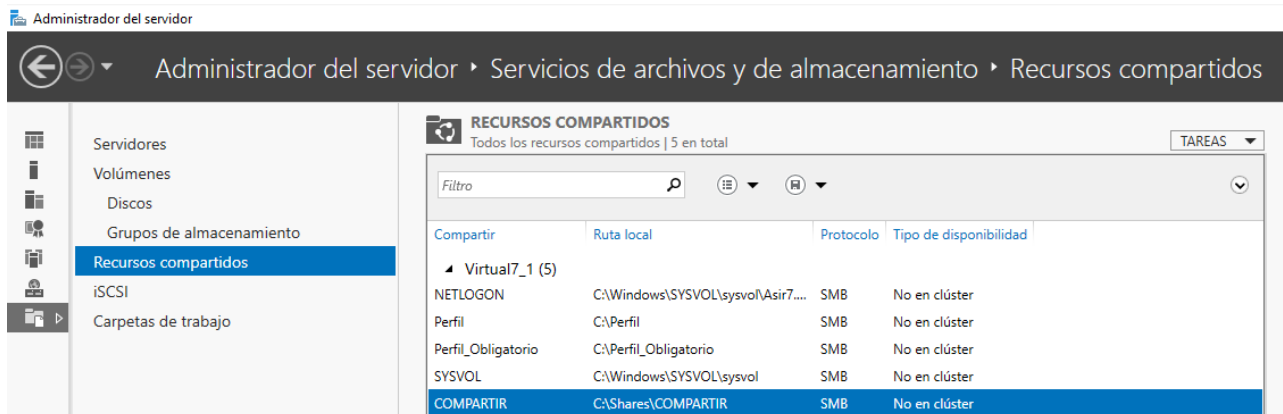 Administrador del servidor
Administrador del servidor ‣ Servicios de archivos y de almacenamiento ‣ Recursos compartidos
Servidores
Volúmenes
Discos
Grupos de almacenamiento
Recursos compartidos
iSCSI
Carpetas de trabajo
RECURSOS COMPARTIDOS
Todos los recursos compartidos | 5 en total
TAREAS
Filtro
Compartir Ruta local Protocolo Tipo de disponibilidad
Virtual7_1 (5)
NETLOGON C:\Windows\SYSVOL\sysvol\Asir7.... SMB No en clúster
Perfil C:\Perfil SMB No en clúster
Perfil_Obligatorio C:\Perfil_Obligatorio SMB No en clúster
SYSVOL C:\Windows\SYSVOL\sysvol SMB No en clúster
COMPARTIR C:\Shares\COMPARTIR SMB No en clúster